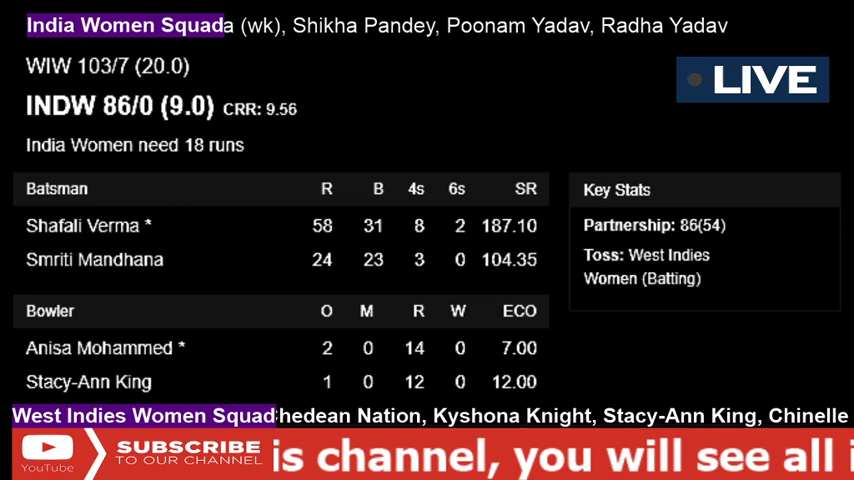 India Women Squad a (wk), Shikha Pandey, Poonam Yadav, Radha Yadav
WIW 103/7 (20.0)
LIVE
INDW 86/0 (9.0) CRR: 9.56
India Women need 18 runs
Batsman R B 4s 6s SR
Shafali Verma * 58 31 8 2 187.10
Smriti Mandhana 24 23 3 0 104.35
Key Stats
Partnership: 86(54)
Toss: West Indies
Women (Batting)
Bowler O M R W ECO
Anisa Mohammed * 2 0 14 0 7.00
Stacy-Ann King 1 0 12 0 12.00
West Indies Women Squad hedean Nation, Kyshona Knight, Stacy-Ann King, Chinelle
YouTube
SUBSCRIBE
TO OUR CHANNEL
is channel, you will see all i